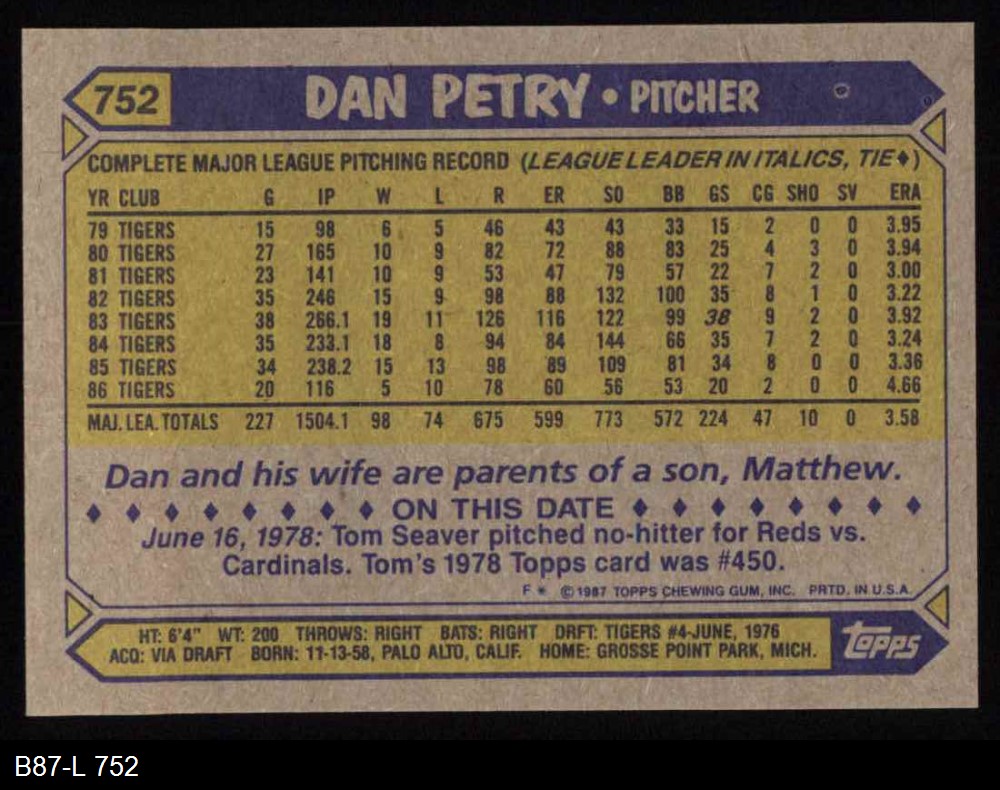 752 DAN PETRY • PITCHER
COMPLETE MAJOR LEAGUE PITCHING RECORD (LEAGUE LEADER IN ITALICS, TIE♦)
YR CLUB G IP W L R ER SO BB GS CG SHO SV ERA
79 TIGERS 15 98 6 5 46 43 43 33 15 2 0 0 3.95
80 TIGERS 27 165 10 9 82 72 88 83 25 4 3 0 3.94
81 TIGERS 23 141 10 9 53 47 79 57 22 7 2 0 3.00
82 TIGERS 35 246 15 9 98 88 132 100 35 8 1 0 3.22
83 TIGERS 38 266.1 19 11 126 116 122 99 38 9 2 0 3.92
84 TIGERS 35 233.1 18 8 94 84 144 66 35 7 2 0 3.24
85 TIGERS 34 238.2 15 13 98 89 109 81 34 8 0 0 3.36
86 TIGERS 20 116 5 10 78 60 56 53 20 2 0 0 4.66
MAJ. LEA. TOTALS 227 1504.1 98 74 675 599 773 572 224 47 10 0 3.58
Dan and his wife are parents of a son, Matthew.
♦ ♦ ♦ ♦ ♦ ♦ ♦ ♦ ON THIS DATE ♦ ♦ ♦ ♦ ♦ ♦ ♦ ♦
June 16, 1978: Tom Seaver pitched no-hitter for Reds vs.
Cardinals. Tom's 1978 Topps card was #450.
F * © 1987 TOPPS CHEWING GUM, INC. PRTD. IN U.S.A.
HT: 6'4" WT: 200 THROWS: RIGHT BATS: RIGHT DRFT: TIGERS #4-JUNE, 1976
ACQ: VIA DRAFT BORN: 11-13-58, PALO ALTO, CALIF. HOME: GROSSE POINT PARK, MICH.
topps
B87-L 752